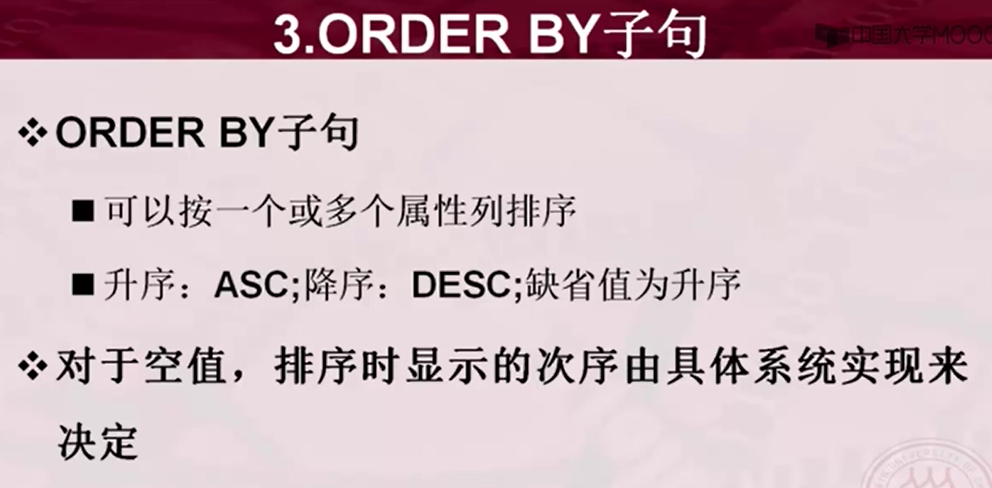 3.ORDER BY子句
中国大学MOOC
ORDER BY子句
可以按一个或多个属性列排序
升序：ASC;降序：DESC;缺省值为升序
对于空值，排序时显示的次序由具体系统实现来
决定